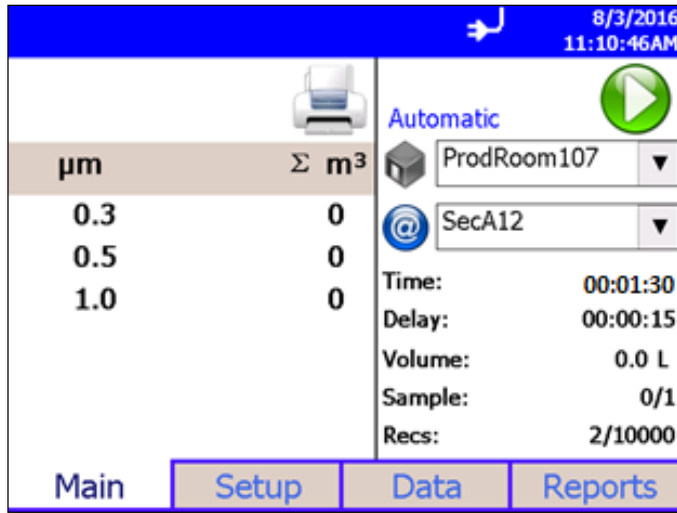 8/3/2016
11:10:46AM
Automatic
µm Σ m³
0.3 0
0.5 0
1.0 0
ProdRoom107 ▼
@ SecA12 ▼
Time: 00:01:30
Delay: 00:00:15
Volume: 0.0 L
Sample: 0/1
Recs: 2/10000
Main Setup Data Reports